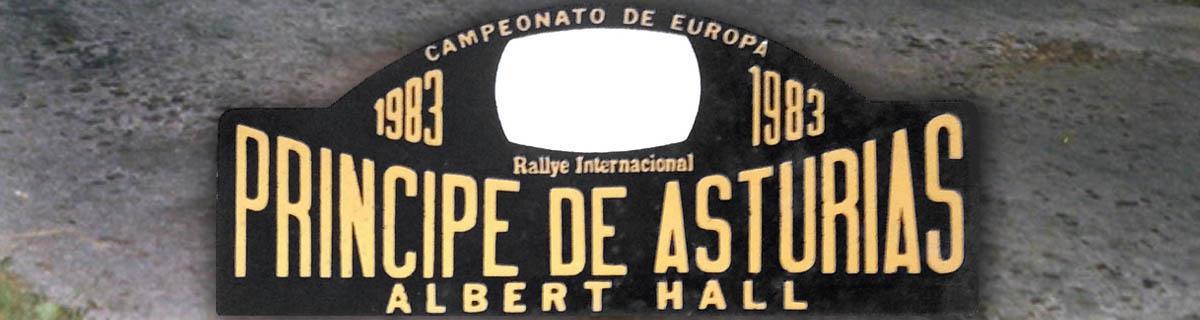 CAMPEONATO DE EUROPA
1983 1983
Rallye Internacional
PRINCIPE DE ASTURIAS
ALBERT HALL